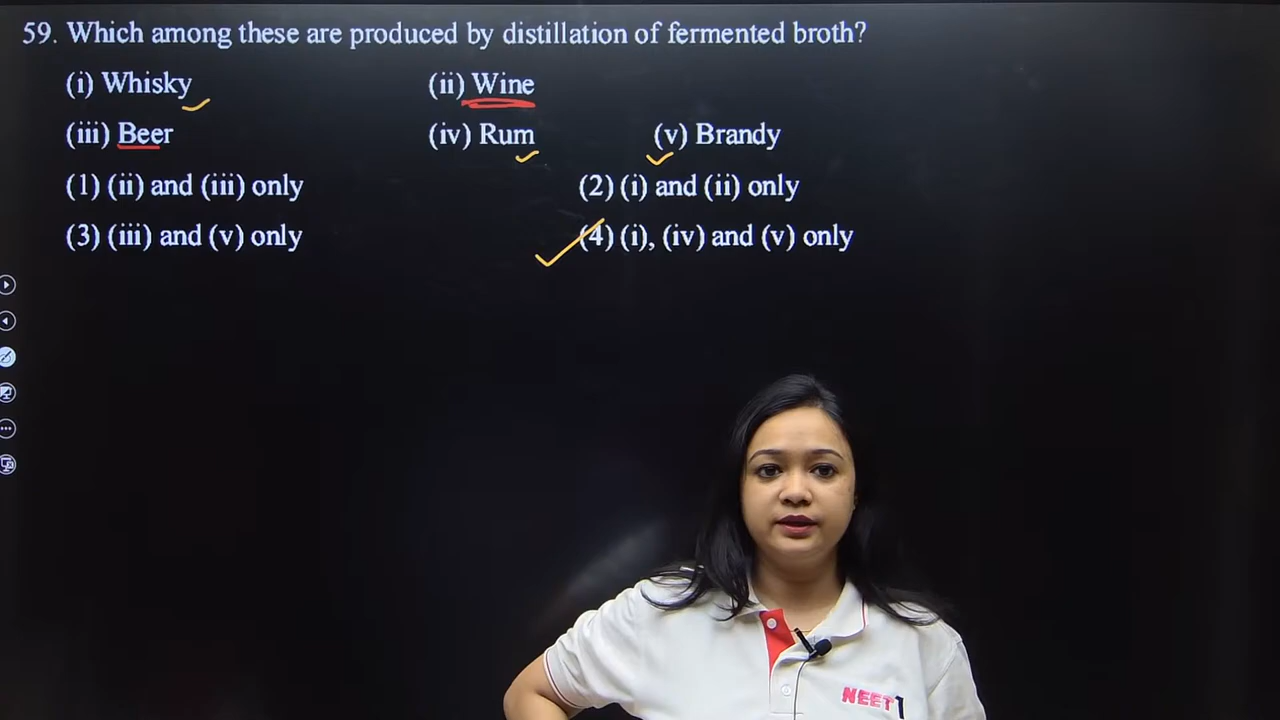 59. Which among these are produced by distillation of fermented broth?
(i) Whisky (ii) Wine
(iii) Beer (iv) Rum (v) Brandy
(1) (ii) and (iii) only (2) (i) and (ii) only
(3) (iii) and (v) only (4) (i), (iv) and (v) only
NEET